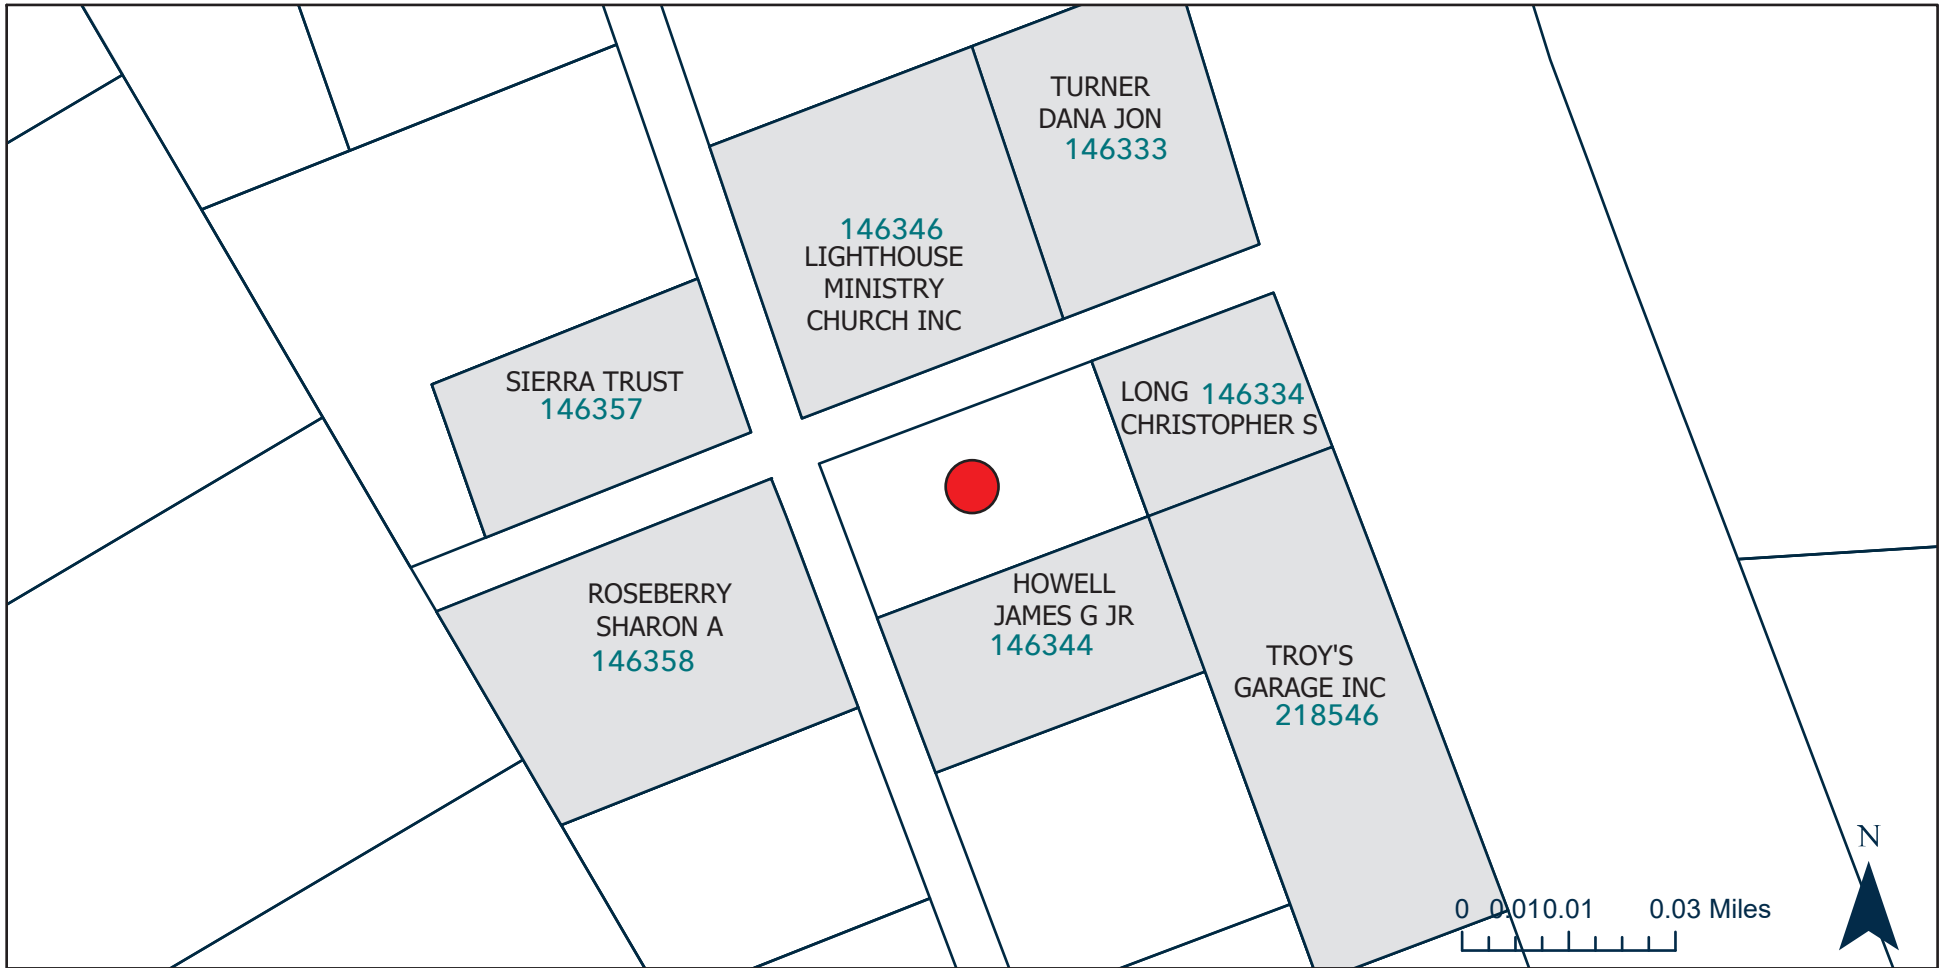 TURNER
DANA JON
146333
146346
LIGHTHOUSE
MINISTRY
CHURCH INC
SIERRA TRUST
146357
LONG 146334
CHRISTOPHER S
ROSEBERRY
SHARON A
146358
HOWELL
JAMES G JR
146344
TROY'S
GARAGE INC
218546
N
0 0.010.01 0.03 Miles